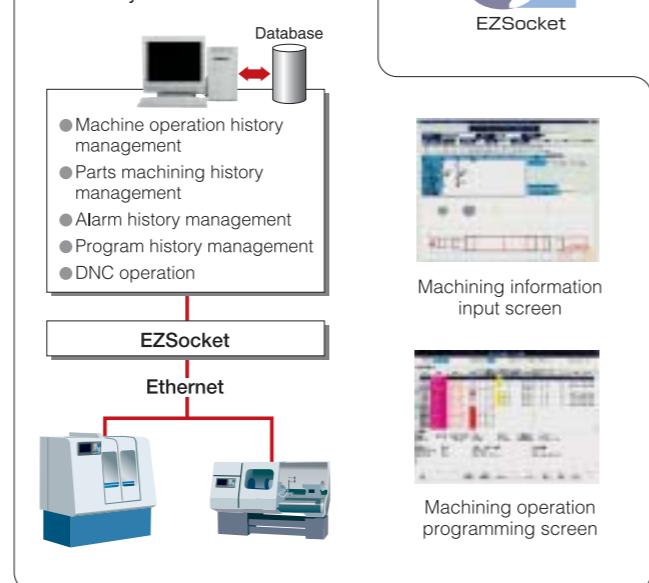 Database
● Machine operation history
management
● Parts machining history
management
● Alarm history management
● Program history management
● DNC operation
EZSocket
Ethernet
EZSocket
Machining information
input screen
Machining operation
programming screen